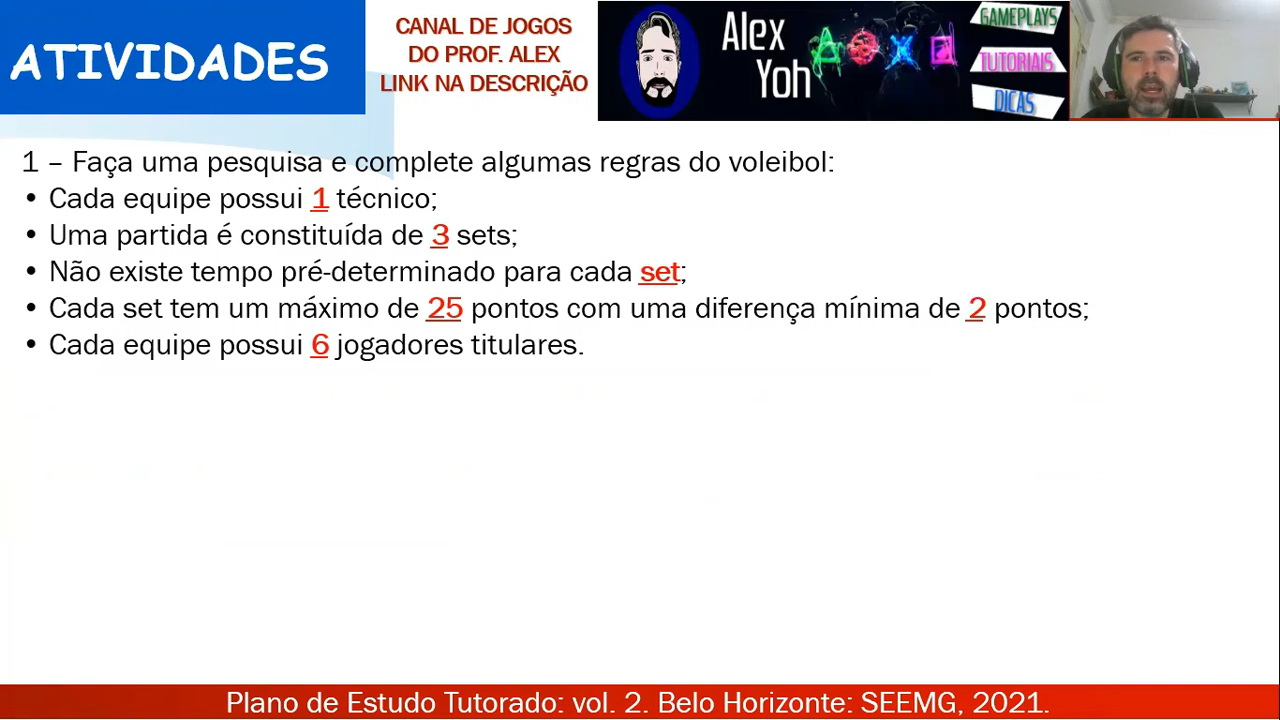 ATIVIDADES
CANAL DE JOGOS
DO PROF. ALEX
LINK NA DESCRIÇÃO
Alex
Yoh
GAMEPLAYS
TUTORIAIS
DICAS
1 – Faça uma pesquisa e complete algumas regras do voleibol:
• Cada equipe possui 1 técnico;
• Uma partida é constituída de 3 sets;
• Não existe tempo pré-determinado para cada set;
• Cada set tem um máximo de 25 pontos com uma diferença mínima de 2 pontos;
• Cada equipe possui 6 jogadores titulares.
Plano de Estudo Tutorado: vol. 2. Belo Horizonte: SEEMG, 2021.